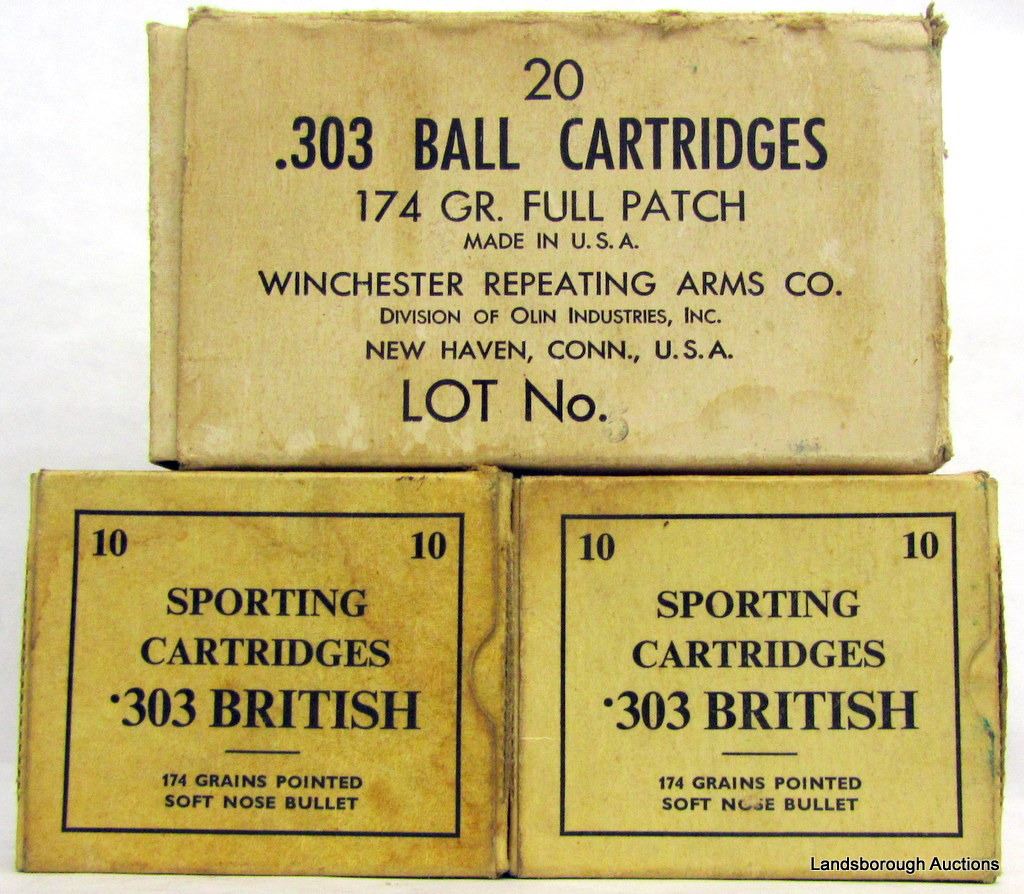 20
.303 BALL CARTRIDGES
174 GR. FULL PATCH
MADE IN U.S.A.
WINCHESTER REPEATING ARMS CO.
DIVISION OF OLIN INDUSTRIES, INC.
NEW HAVEN, CONN., U.S.A.
LOT No.
10 10
SPORTING
CARTRIDGES
·303 BRITISH
174 GRAINS POINTED
SOFT NOSE BULLET
10 10
SPORTING
CARTRIDGES
·303 BRITISH
174 GRAINS POINTED
SOFT NOSE BULLET
Landsborough Auctions